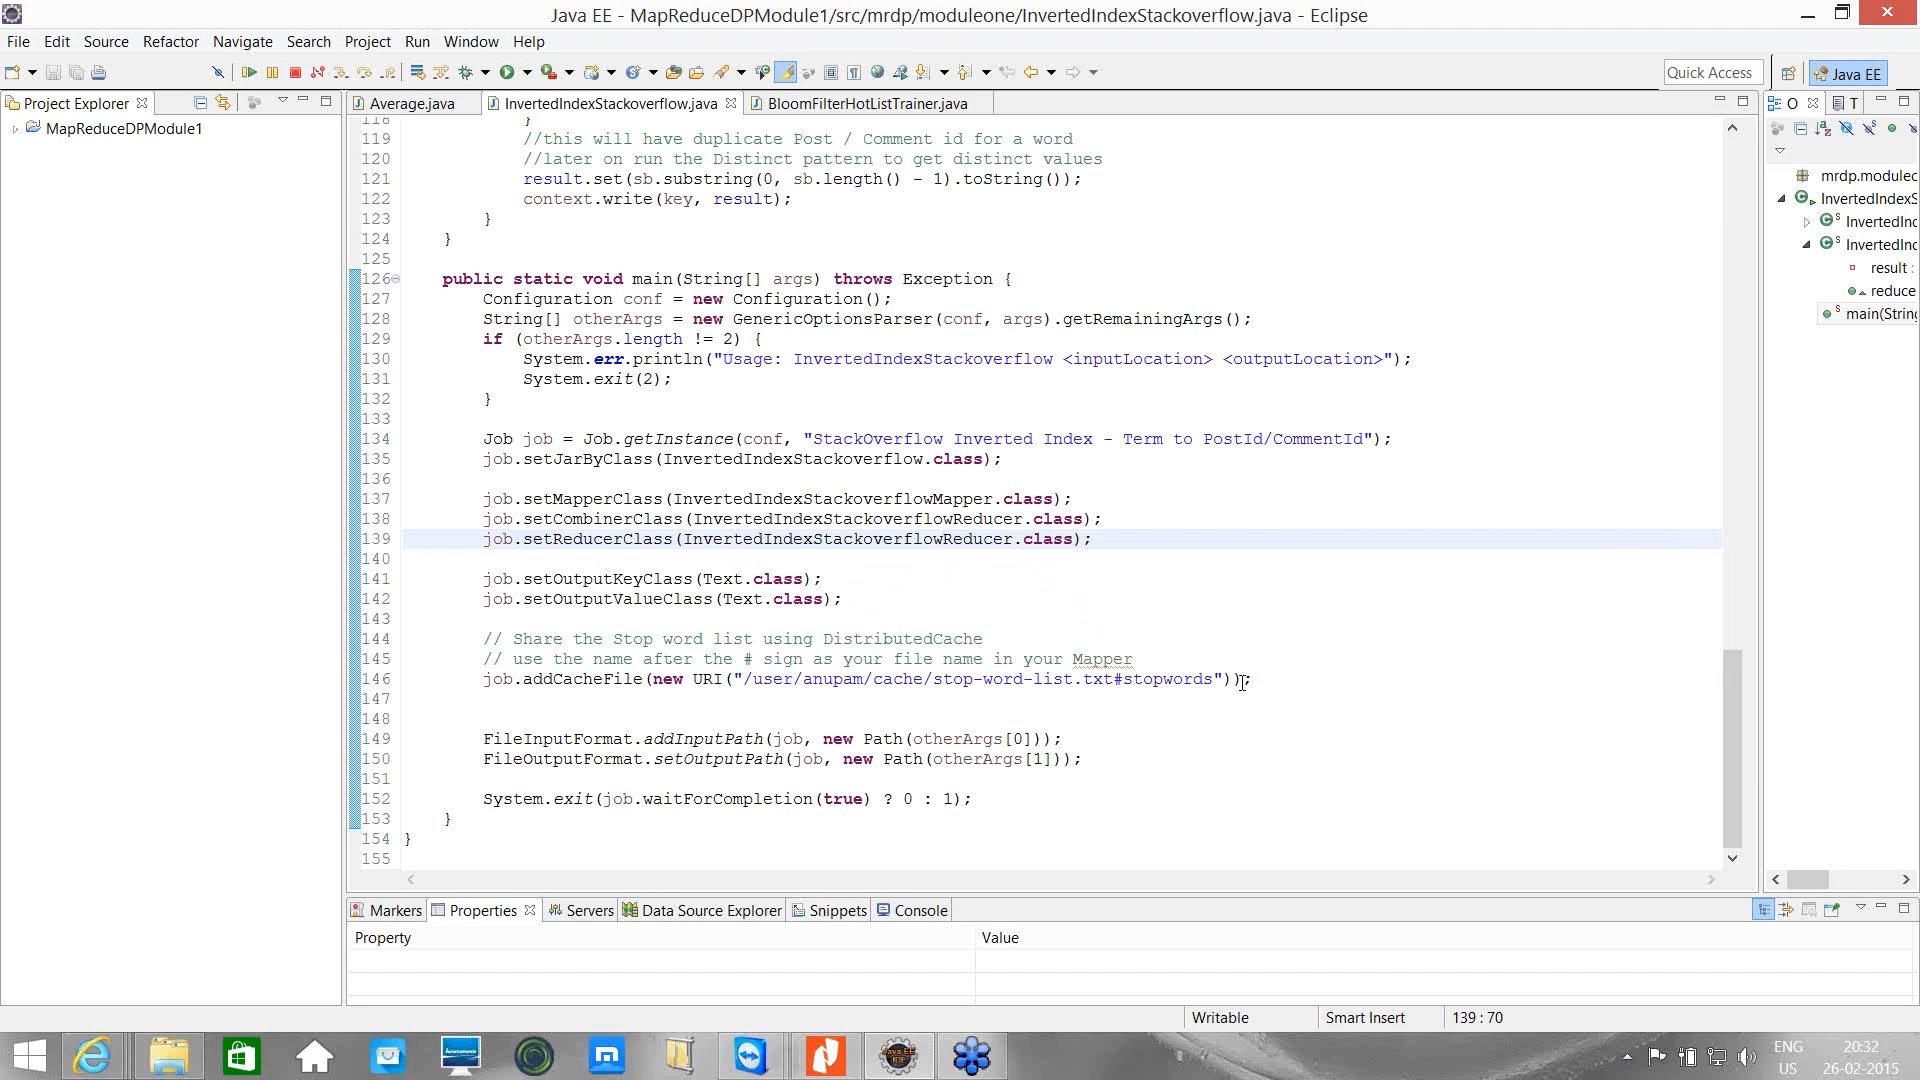 Java EE - MapReduceDPModule1/src/mrdp/moduleone/InvertedIndexStackoverflow.java - Eclipse
File Edit Source Refactor Navigate Search Project Run Window Help
Quick Access Java EE
Project Explorer
MapReduceDPModule1
Average.java InvertedIndexStackoverflow.java BloomFilterHotListTrainer.java
118 }
119 //this will have duplicate Post / Comment id for a word
120 //later on run the Distinct pattern to get distinct values
121 result.set(sb.substring(0, sb.length() - 1).toString());
122 context.write(key, result);
123 }
124 }
125
126 public static void main(String[] args) throws Exception {
127 Configuration conf = new Configuration();
128 String[] otherArgs = new GenericOptionsParser(conf, args).getRemainingArgs();
129 if (otherArgs.length != 2) {
130 System.err.println("Usage: InvertedIndexStackoverflow <inputLocation> <outputLocation>");
131 System.exit(2);
132 }
133
134 Job job = Job.getInstance(conf, "StackOverflow Inverted Index - Term to PostId/CommentId");
135 job.setJarByClass(InvertedIndexStackoverflow.class);
136
137 job.setMapperClass(InvertedIndexStackoverflowMapper.class);
138 job.setCombinerClass(InvertedIndexStackoverflowReducer.class);
139 job.setReducerClass(InvertedIndexStackoverflowReducer.class);
140
141 job.setOutputKeyClass(Text.class);
142 job.setOutputValueClass(Text.class);
143
144 // Share the Stop word list using DistributedCache
145 // use the name after the # sign as your file name in your Mapper
146 job.addCacheFile(new URI("/user/anupam/cache/stop-word-list.txt#stopwords"));
147
148
149 FileInputFormat.addInputPath(job, new Path(otherArgs[0]));
150 FileOutputFormat.setOutputPath(job, new Path(otherArgs[1]));
151
152 System.exit(job.waitForCompletion(true) ? 0 : 1);
153 }
154 }
155
O T
mrdp.modulec
InvertedIndexS
InvertedInd
InvertedInd
result :
reduce
main(String
Markers Properties Servers Data Source Explorer Snippets Console
Property Value
Writable Smart Insert 139 : 70
lenovo
Java EE IDE
ENG 20:32
US 26-02-2015